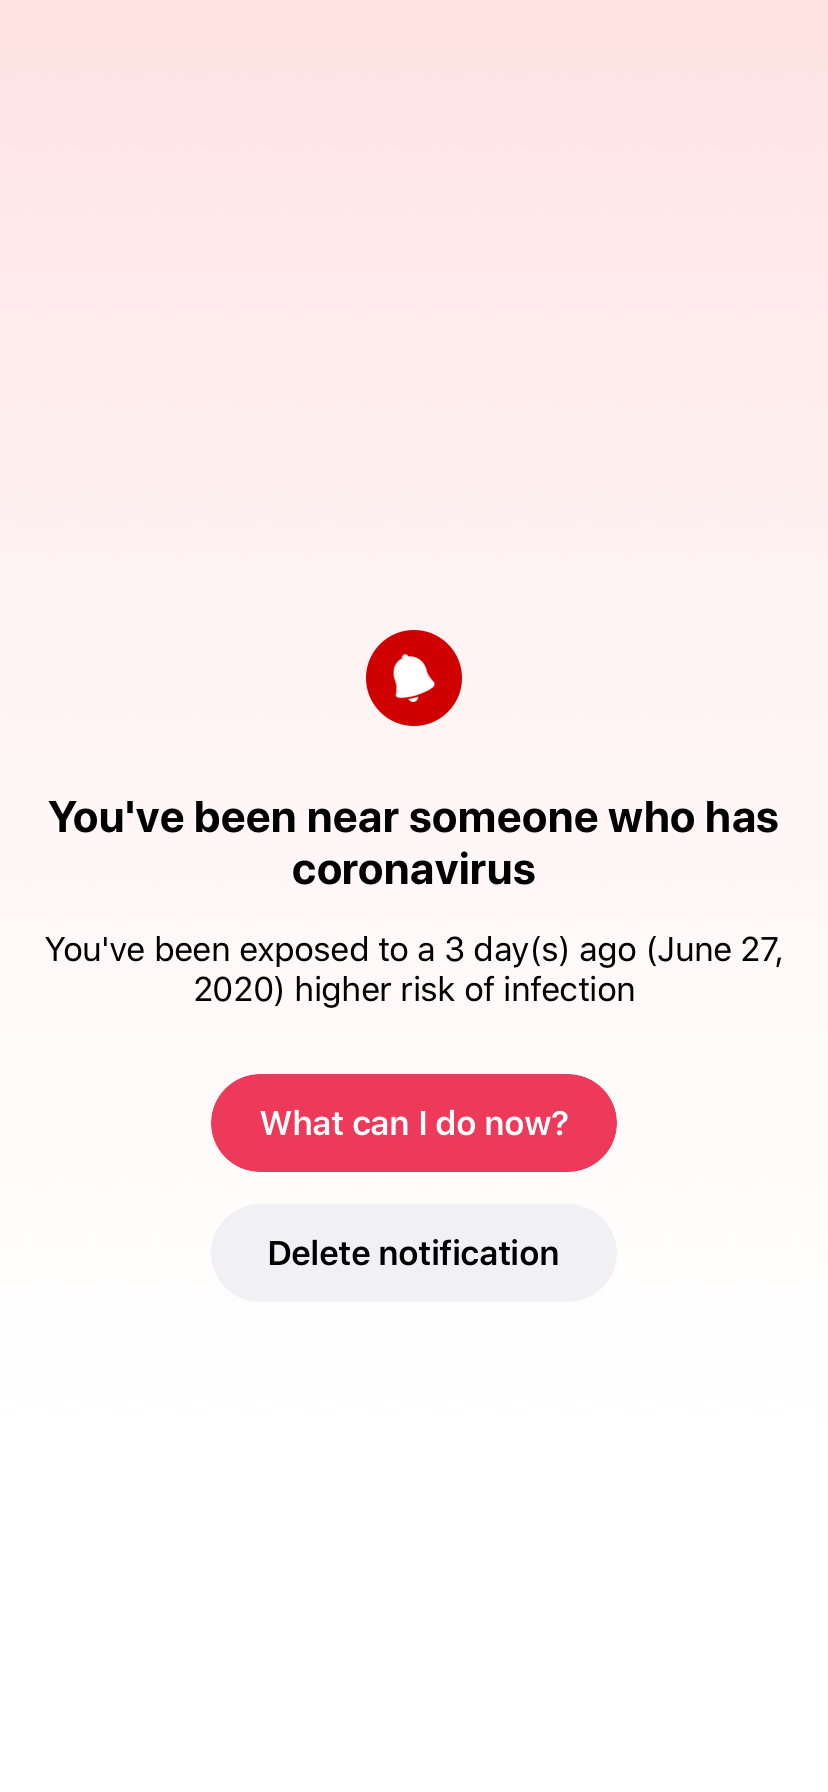 You've been near someone who has
coronavirus
You've been exposed to a 3 day(s) ago (June 27,
2020) higher risk of infection
What can I do now?
Delete notification